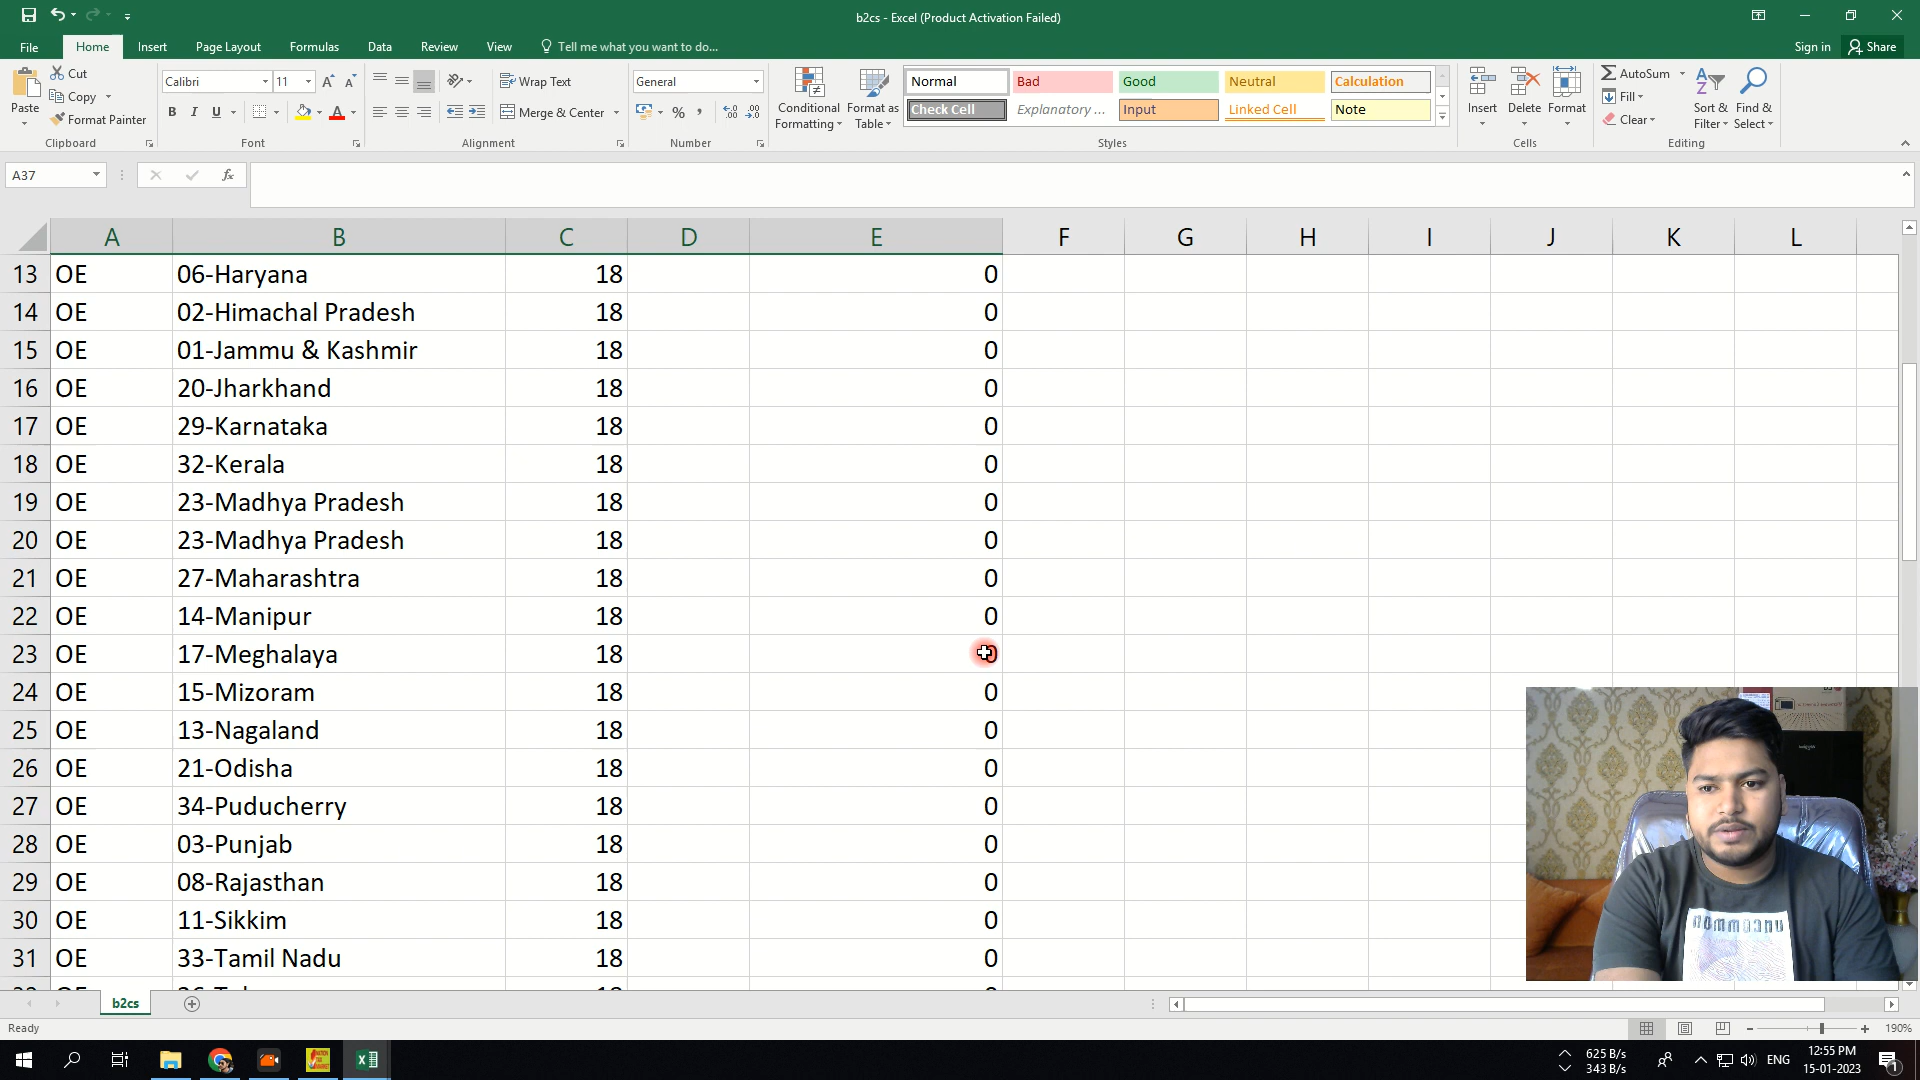 b2cs - Excel (Product Activation Failed)
File Home Insert Page Layout Formulas Data Review View Tell me what you want to do... Sign in Share
Paste Cut Copy Format Painter Clipboard
Calibri 11 B I U A Font
Wrap Text Merge & Center Alignment
General % , Number
Conditional Formatting Format as Table
Normal Bad Good Neutral Calculation
Check Cell Explanatory ... Input Linked Cell Note
Styles
Insert Delete Format Cells
AutoSum Fill Clear Sort & Filter Find & Select Editing
A37 fx
A B C D E F G H I J K L
13 OE 06-Haryana 18 0
14 OE 02-Himachal Pradesh 18 0
15 OE 01-Jammu & Kashmir 18 0
16 OE 20-Jharkhand 18 0
17 OE 29-Karnataka 18 0
18 OE 32-Kerala 18 0
19 OE 23-Madhya Pradesh 18 0
20 OE 23-Madhya Pradesh 18 0
21 OE 27-Maharashtra 18 0
22 OE 14-Manipur 18 0
23 OE 17-Meghalaya 18 0
24 OE 15-Mizoram 18 0
25 OE 13-Nagaland 18 0
26 OE 21-Odisha 18 0
27 OE 34-Puducherry 18 0
28 OE 03-Punjab 18 0
29 OE 08-Rajasthan 18 0
30 OE 11-Sikkim 18 0
31 OE 33-Tamil Nadu 18 0
b2cs
Ready 190%
625 B/s
343 B/s
ENG
12:55 PM
15-01-2023
1